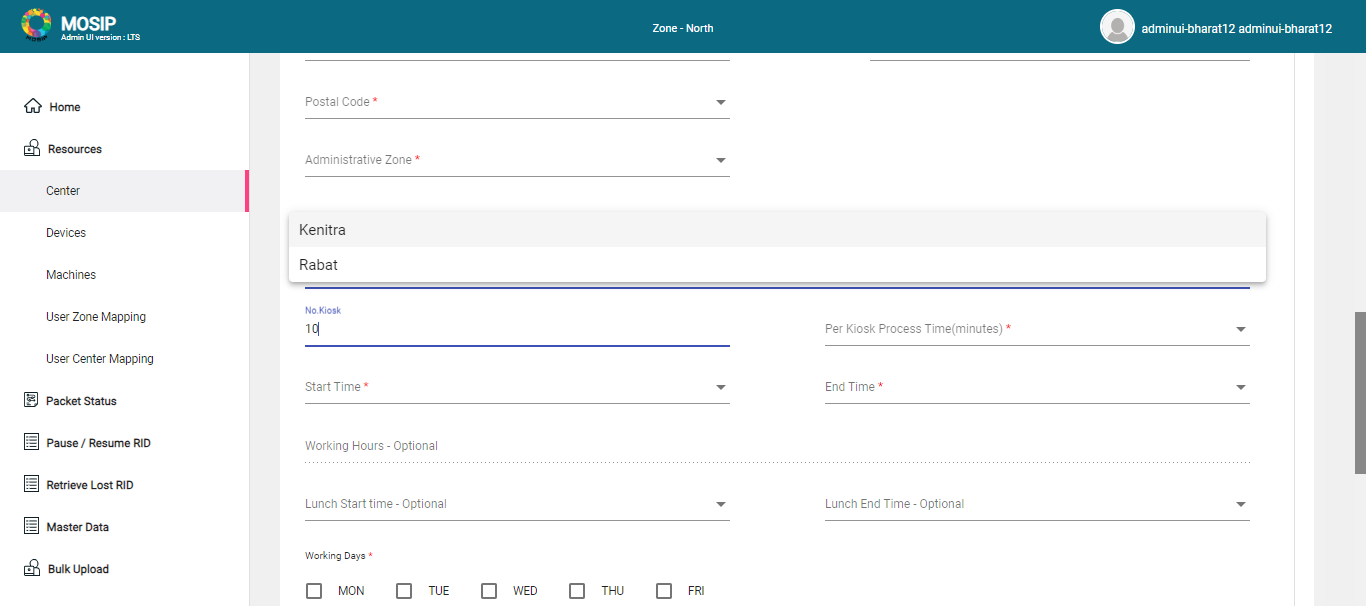 MOSIP
Admin UI version : LTS
Zone - North
adminui-bharat12 adminui-bharat12
Home
Resources
Center
Devices
Machines
User Zone Mapping
User Center Mapping
Packet Status
Pause / Resume RID
Retrieve Lost RID
Master Data
Bulk Upload
Postal Code *
Administrative Zone *
Kenitra
Rabat
No.Kiosk
10
Per Kiosk Process Time(minutes) *
Start Time *
End Time *
Working Hours - Optional
Lunch Start time - Optional
Lunch End Time - Optional
Working Days *
MON TUE WED THU FRI